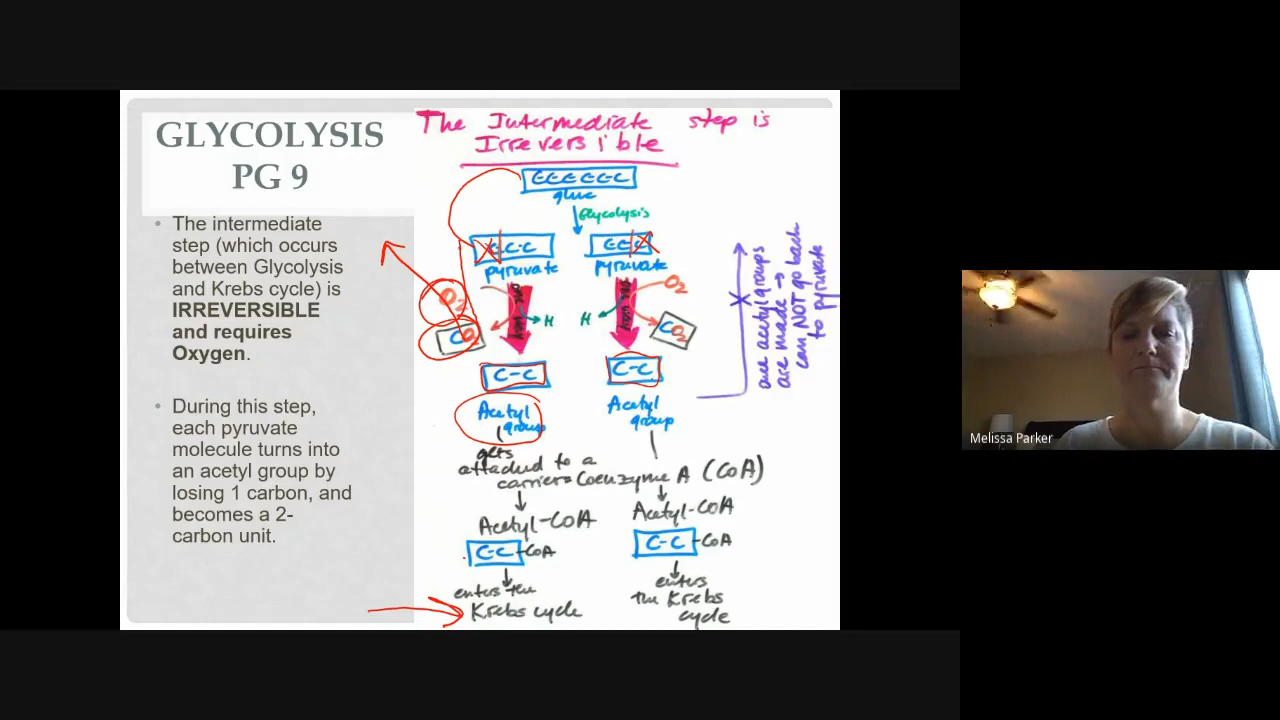 GLYCOLYSIS
PG 9
• The intermediate
step (which occurs
between Glycolysis
and Krebs cycle) is
IRREVERSIBLE
and requires
Oxygen.
• During this step,
each pyruvate
molecule turns into
an acetyl group by
losing 1 carbon, and
becomes a 2-
carbon unit.
The Intermediate step is
Irreversible
C C C C C C
gluc
Glycolysis
C-C-C
C C C
pyruvate
pyruvate
O2
O2
H
H
CO2
CO2
C-C
C-C
Acetyl
group
Acetyl
group
once acetyl groups
are made →
can NOT go back
to pyruvate
gets
attached to a
carrier = Coenzyme A (CoA)
Acetyl-CoA
Acetyl-CoA
C-C-CoA
C-C-CoA
enters the
Krebs cycle
enters
the Krebs
cycle
Melissa Parker